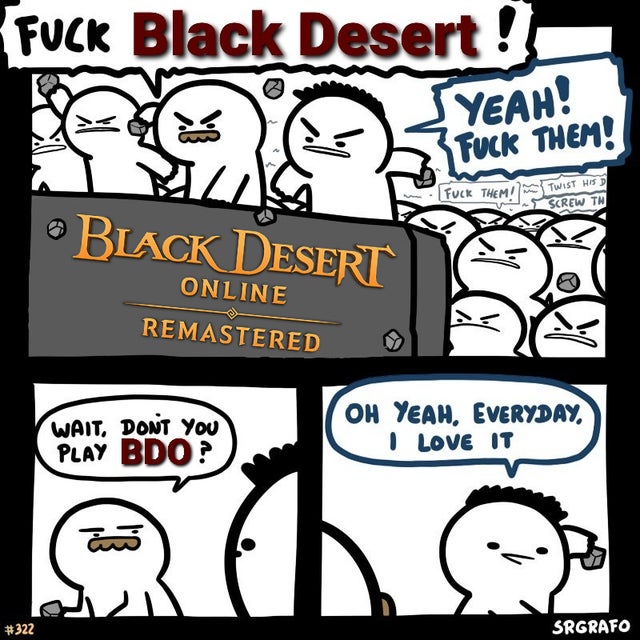 FUCK Black Desert !
YEAH!
FUCK THEM!
FUCK THEM!
TWIST HIS D
SCREW TH
BLACK DESERT
ONLINE
REMASTERED
WAIT, DON'T YOU
PLAY BDO?
OH YEAH, EVERYDAY,
I LOVE IT
#322
SRGRAFO